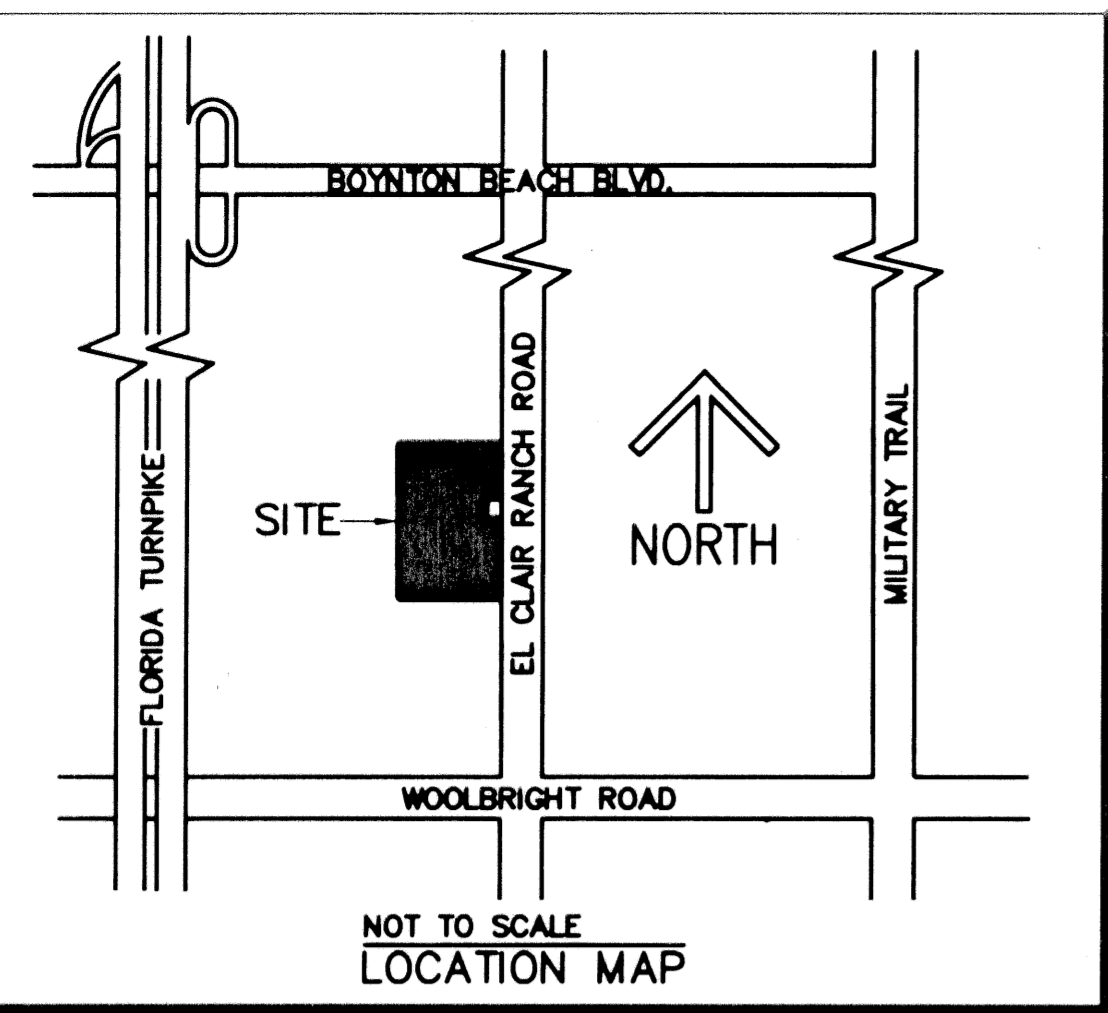 BOYNTON BEACH BLVD.
EL CLAIR RANCH ROAD
MILITARY TRAIL
FLORIDA TURNPIKE
SITE
NORTH
WOOLBRIGHT ROAD
NOT TO SCALE
LOCATION MAP